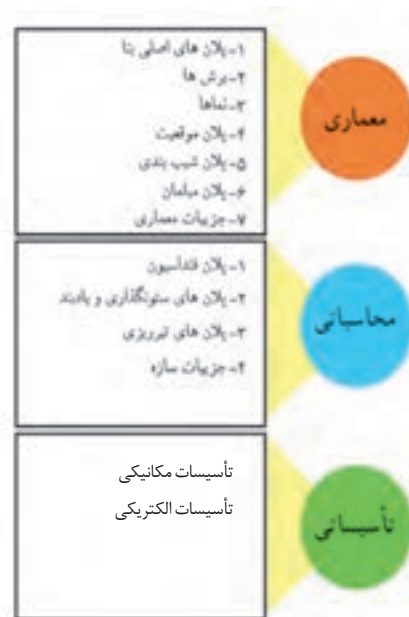 معماری
۱- پلان های اصلی بنا
۲- برش ها
۳- نماها
۴- پلان موقعیت
۵- پلان شیب بندی
۶- پلان مبلمان
۷- جزییات معماری
محاسباتی
۱- پلان فنداسیون
۲- پلان های ستونگذاری و بادبند
۳- پلان های تیرریزی
۴- جزییات سازه
تأسیساتی
تأسیسات مکانیکی
تأسیسات الکتریکی